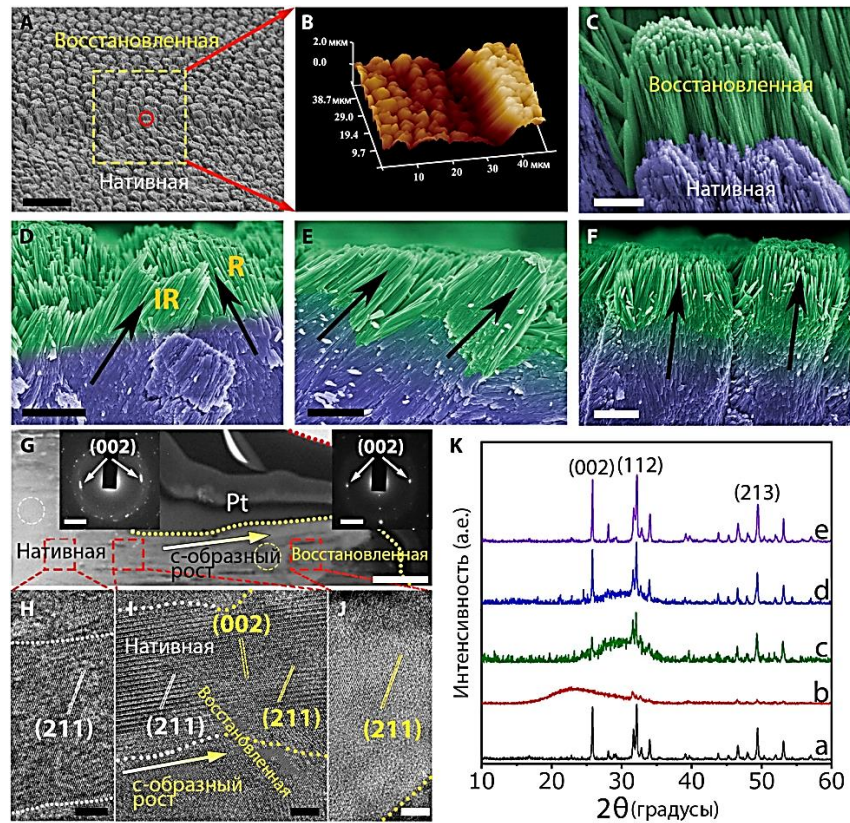 A
Восстановленная
Нативная
B
2.0 мкм
0.0
38.7мкм
29.0
19.4
9.7
10
20
30
40 мкм
C
Восстановленная
Нативная
D
IR
R
E
F
G
(002)
Pt
(002)
Нативная
с-образный
рост
Восстановленная
H
(211)
I
Нативная
(002)
(211)
(211)
Восстановленная
с-образный
рост
J
(211)
K
(002)
(112)
(213)
e
d
c
b
a
Интенсивность (а.е.)
10
20
30
40
50
60
2θ (градусы)